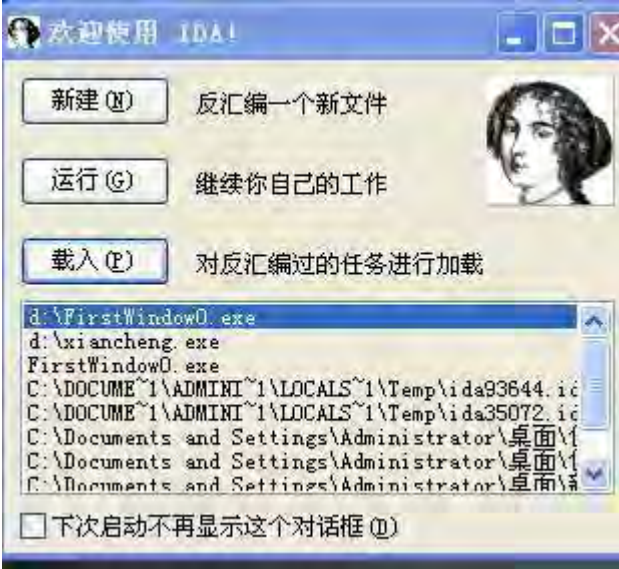 欢迎使用 IDA!
新建(N) 反汇编一个新文件
运行(G) 继续你自己的工作
载入(P) 对反汇编过的任务进行加载
d:\FirstWindow0.exe
d:\xiancheng.exe
FirstWindow0.exe
C:\DOCUME~1\ADMINI~1\LOCALS~1\Temp\ida93644.id
C:\DOCUME~1\ADMINI~1\LOCALS~1\Temp\ida35072.id
C:\Documents and Settings\Administrator\桌面\
C:\Documents and Settings\Administrator\桌面\
C:\Documents and Settings\Administrator\桌面\
下次启动不再显示这个对话框(D)